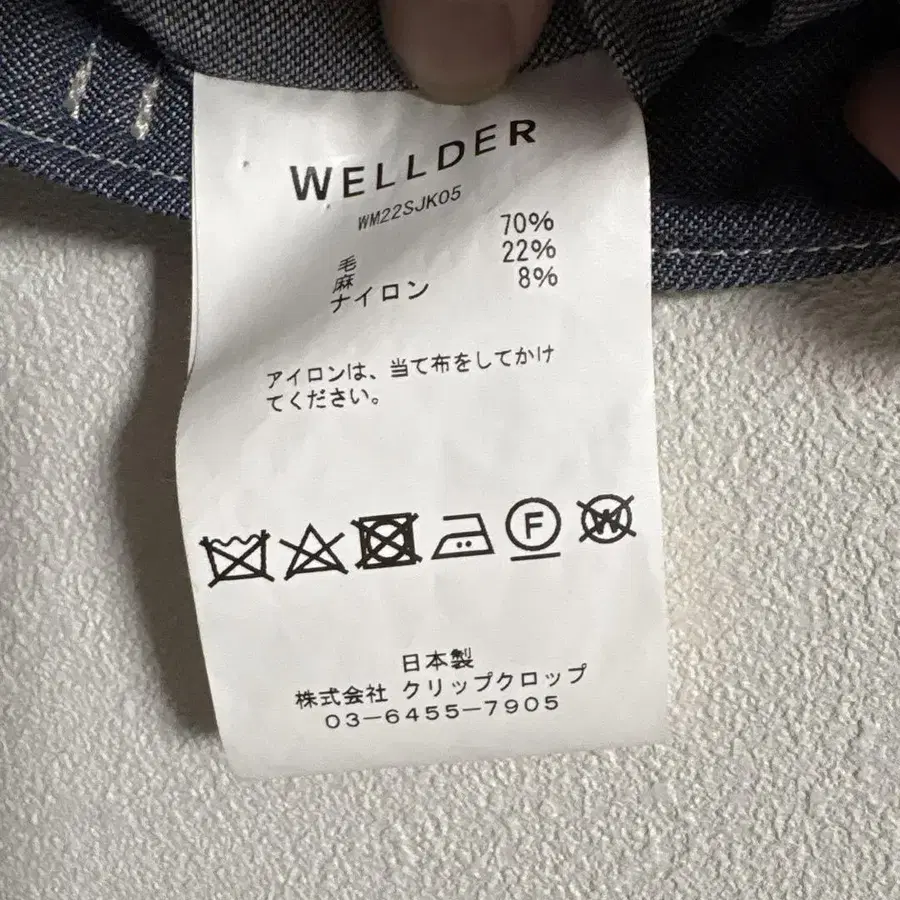 WELLDER
WM22SJK05
毛 70%
麻 22%
ナイロン 8%
アイロンは、当て布をしてかけ
てください。
F
W
日本製
株式会社 クリップクロップ
03-6455-7905